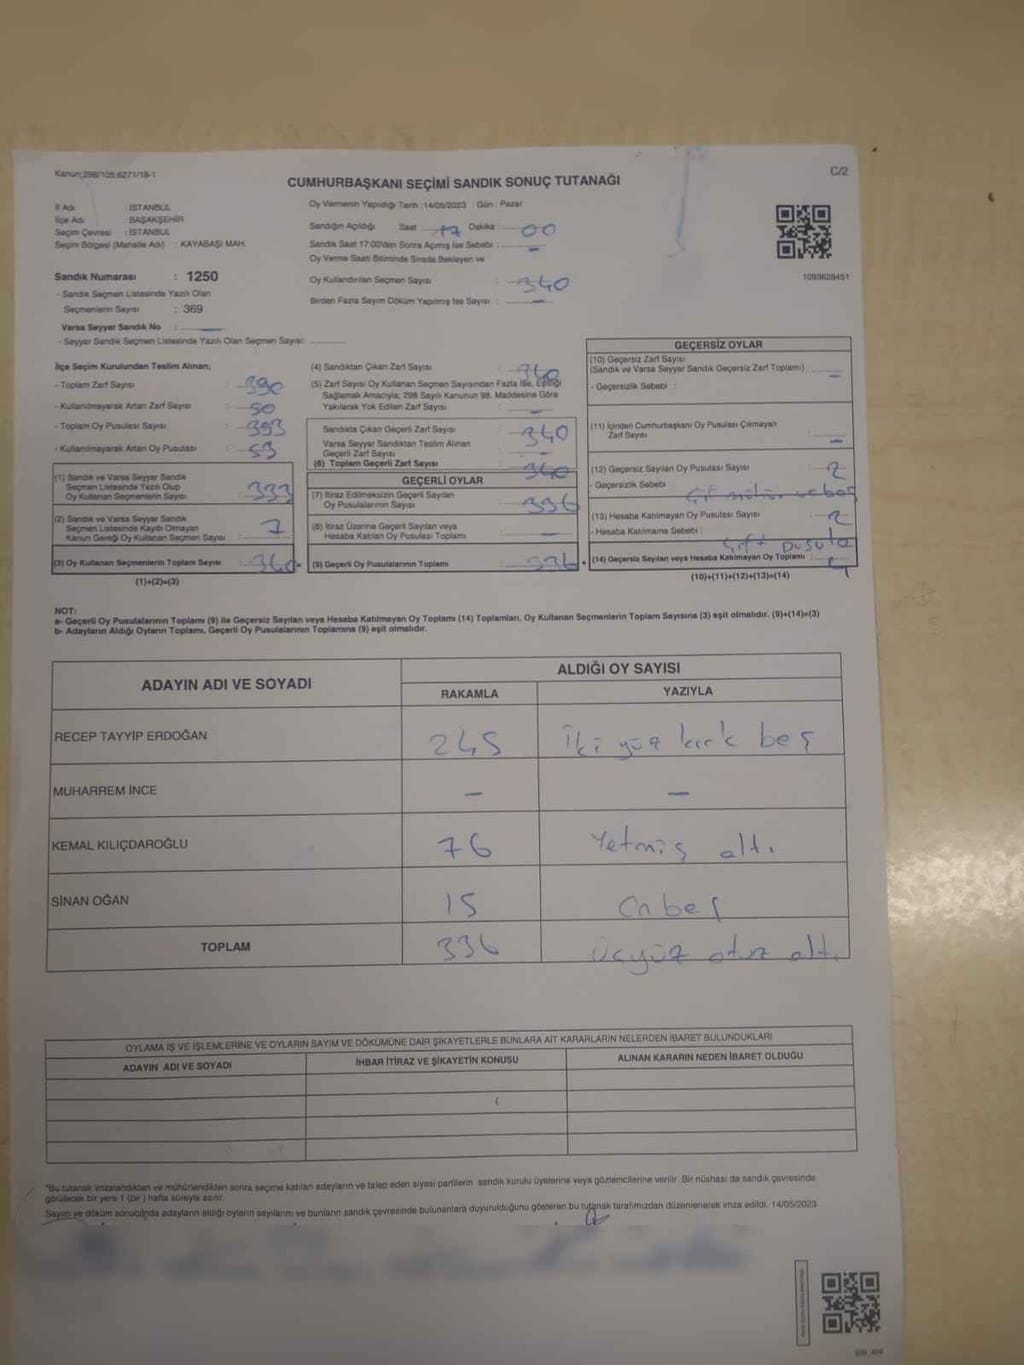 Kanun;298/105;6271/18-1
C/2
CUMHURBAŞKANI SEÇİMİ SANDIK SONUÇ TUTANAĞI
İl Adı : İSTANBUL
İlçe Adı : BAŞAKŞEHİR
Seçim Çevresi : İSTANBUL
Seçim Bölgesi (Mahalle Adı) : KAYABAŞI MAH.
Sandık Numarası : 1250
- Sandık Seçmen Listesinde Yazılı Olan
Seçmenlerin Sayısı : 369
Varsa Seyyar Sandık No : —
- Seyyar Sandık Seçmen Listesinde Yazılı Olan Seçmen Sayısı:
Oy Vermenin Yapıldığı Tarih : 14/05/2023 Gün : Pazar
Sandığın Açıldığı Saat : 17 Dakika : 00
Sandık Saat 17:00'den Sonra Açılmış İse Sebebi : —
Oy Verme Saati Bitiminde Sırada Bekleyen ve
Oy Kullandırılan Seçmen Sayısı : 340
Birden Fazla Sayım Döküm Yapılmış İse Sayısı : —
1093628451
İlçe Seçim Kurulundan Teslim Alınan;
- Toplam Zarf Sayısı : 390
- Kullanılmayarak Artan Zarf Sayısı : 50
- Toplam Oy Pusulası Sayısı : 393
- Kullanılmayarak Artan Oy Pusulası : 53
(1) Sandık ve Varsa Seyyar Sandık
Seçmen Listesinde Yazılı Olup
Oy Kullanan Seçmenlerin Sayısı : 333
(2) Sandık ve Varsa Seyyar Sandık
Seçmen Listesinde Kaydı Olmayan
Kanun Gereği Oy Kullanan Seçmen Sayısı : 7
(3) Oy Kullanan Seçmenlerin Toplam Sayısı : 340
(1)+(2)=(3)
(4) Sandıktan Çıkan Zarf Sayısı : 340
(5) Zarf Sayısı Oy Kullanan Seçmen Sayısından Fazla İse, Eşitliği
Sağlamak Amacıyla; 298 Sayılı Kanunun 98. Maddesine Göre
Yakılarak Yok Edilen Zarf Sayısı : —
Sandıkta Çıkan Geçerli Zarf Sayısı : 340
Varsa Seyyar Sandıktan Teslim Alınan
Geçerli Zarf Sayısı : —
(6) Toplam Geçerli Zarf Sayısı : 340
GEÇERLİ OYLAR
(7) İtiraz Edilmeksizin Geçerli Sayılan
Oy Pusulalarının Sayısı : 336
(8) İtiraz Üzerine Geçerli Sayılan veya
Hesaba Katılan Oy Pusulası Toplamı : —
(9) Geçerli Oy Pusulalarının Toplamı : 336
GEÇERSİZ OYLAR
(10) Geçersiz Zarf Sayısı
(Sandık ve Varsa Seyyar Sandık Geçersiz Zarf Toplamı) : —
- Geçersizlik Sebebi :
(11) İçinden Cumhurbaşkanı Oy Pusulası Çıkmayan
Zarf Sayısı : —
(12) Geçersiz Sayılan Oy Pusulası Sayısı : 2
- Geçersizlik Sebebi : Çift mühür ve boş
(13) Hesaba Katılmayan Oy Pusulası Sayısı : 2
- Hesaba Katılmama Sebebi : Çift pusula
(14) Geçersiz Sayılan veya Hesaba Katılmayan Oy Toplamı : 4
(10)+(11)+(12)+(13)=(14)
NOT:
a- Geçerli Oy Pusulalarının Toplamı (9) ile Geçersiz Sayılan veya Hesaba Katılmayan Oy Toplamı (14) Toplamları, Oy Kullanan Seçmenlerin Toplam Sayısına (3) eşit olmalıdır. (9)+(14)=(3)
b- Adayların Aldığı Oyların Toplamı, Geçerli Oy Pusulalarının Toplamına (9) eşit olmalıdır.
ADAYIN ADI VE SOYADI ALDIĞI OY SAYISI
RAKAMLA YAZIYLA
RECEP TAYYİP ERDOĞAN 245 İki yüz kırk beş
MUHARREM İNCE — —
KEMAL KILIÇDAROĞLU 76 Yetmiş altı
SİNAN OĞAN 15 Onbeş
TOPLAM 336 Üçyüz otuz altı
OYLAMA İŞ VE İŞLEMLERİNE VE OYLARIN SAYIM VE DÖKÜMÜNE DAİR ŞİKAYETLERLE BUNLARA AİT KARARLARIN NELERDEN İBARET BULUNDUKLARI
ADAYIN ADI VE SOYADI İHBAR İTİRAZ VE ŞİKAYETİN KONUSU ALINAN KARARIN NEDEN İBARET OLDUĞU
"Bu tutanak imzalandıktan ve mühürlendikten sonra seçime katılan adayların ve talep eden siyasi partilerin sandık kurulu üyelerine veya gözlemcilerine verilir. Bir nüshası da sandık çevresinde
görülecek bir yere 1 (bir) hafta süreyle asılır.
Sayım ve döküm sonucunda adayların aldığı oyların sayılarını ve bunların sandık çevresinde bulunanlara duyurulduğunu gösteren bu tutanak tarafımızdan düzenlenerek imza edildi. 14/05/2023